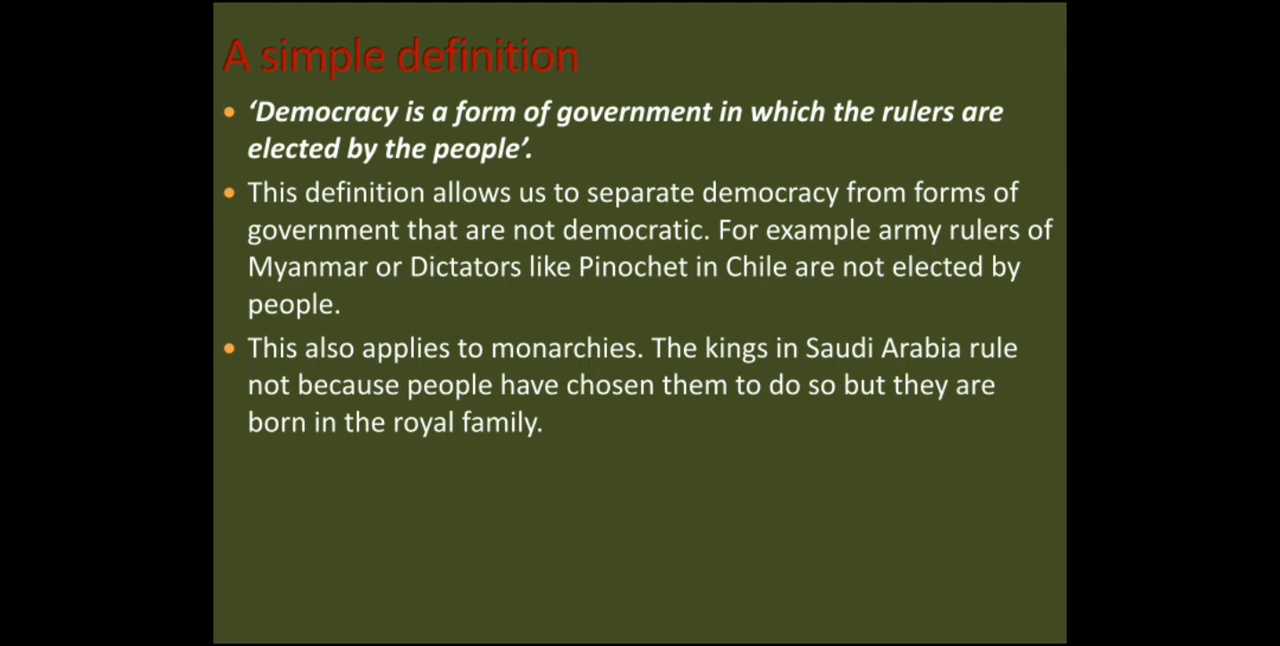 A simple definition
• ‘Democracy is a form of government in which the rulers are
elected by the people’.
• This definition allows us to separate democracy from forms of
government that are not democratic. For example army rulers of
Myanmar or Dictators like Pinochet in Chile are not elected by
people.
• This also applies to monarchies. The kings in Saudi Arabia rule
not because people have chosen them to do so but they are
born in the royal family.